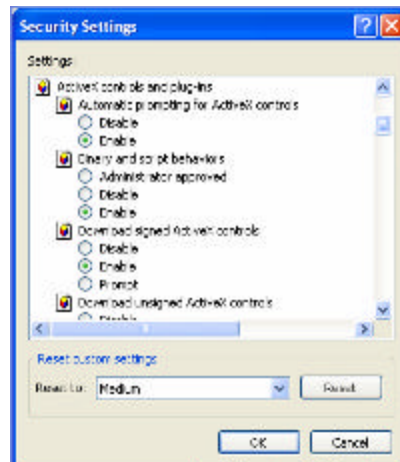 Security Settings
Settings:
ActiveX controls and plug-ins
Automatic prompting for ActiveX controls
Disable
Enable
Binary and script behaviors
Administrator approved
Disable
Enable
Download signed ActiveX controls
Disable
Enable
Prompt
Download unsigned ActiveX controls
Disable
Reset custom settings
Reset to: Medium Reset
OK Cancel